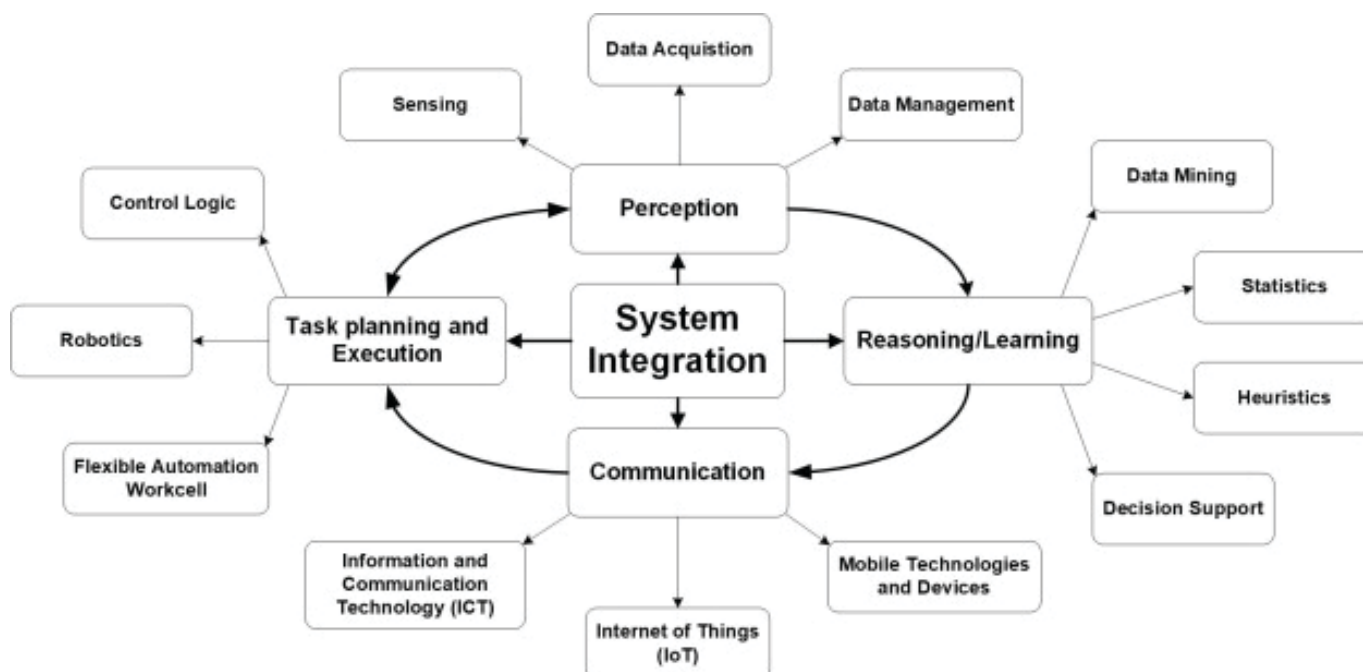 Data Acquistion
Sensing
Data Management
Data Mining
Control Logic
Perception
Statistics
Robotics
Task planning and
Execution
System
Integration
Reasoning/Learning
Heuristics
Flexible Automation
Workcell
Communication
Decision Support
Information and
Communication
Technology (ICT)
Mobile Technologies
and Devices
Internet of Things
(IoT)